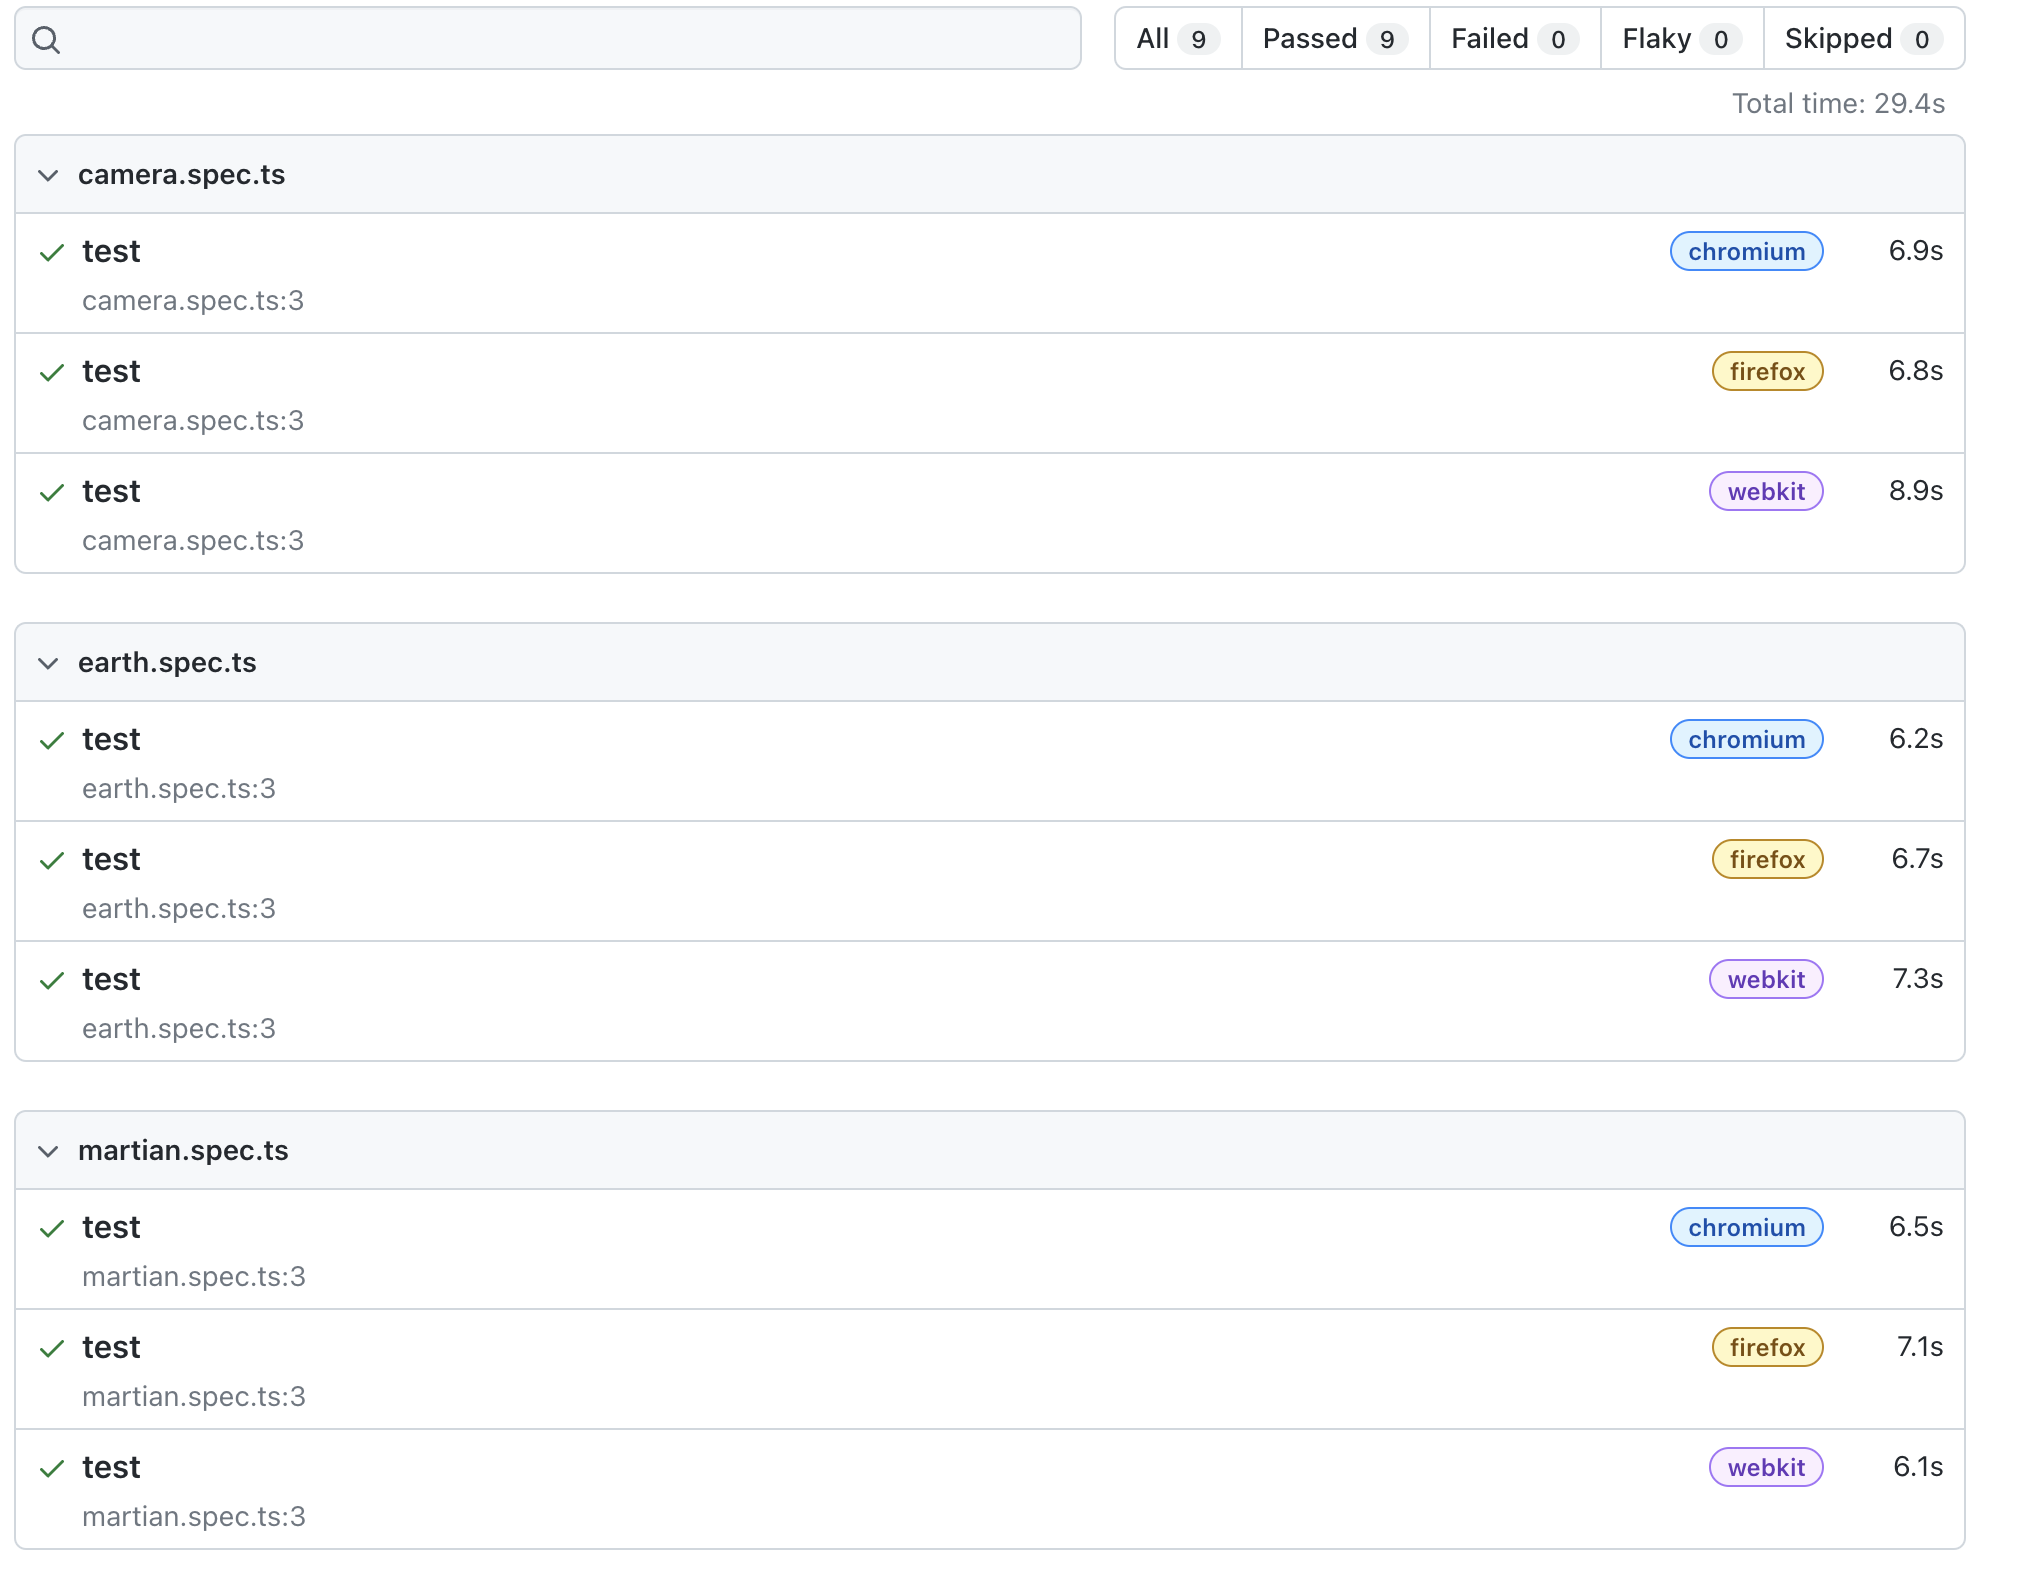 All 9 Passed 9 Failed 0 Flaky 0 Skipped 0
Total time: 29.4s
camera.spec.ts
test chromium 6.9s
camera.spec.ts:3
test firefox 6.8s
camera.spec.ts:3
test webkit 8.9s
camera.spec.ts:3
earth.spec.ts
test chromium 6.2s
earth.spec.ts:3
test firefox 6.7s
earth.spec.ts:3
test webkit 7.3s
earth.spec.ts:3
martian.spec.ts
test chromium 6.5s
martian.spec.ts:3
test firefox 7.1s
martian.spec.ts:3
test webkit 6.1s
martian.spec.ts:3